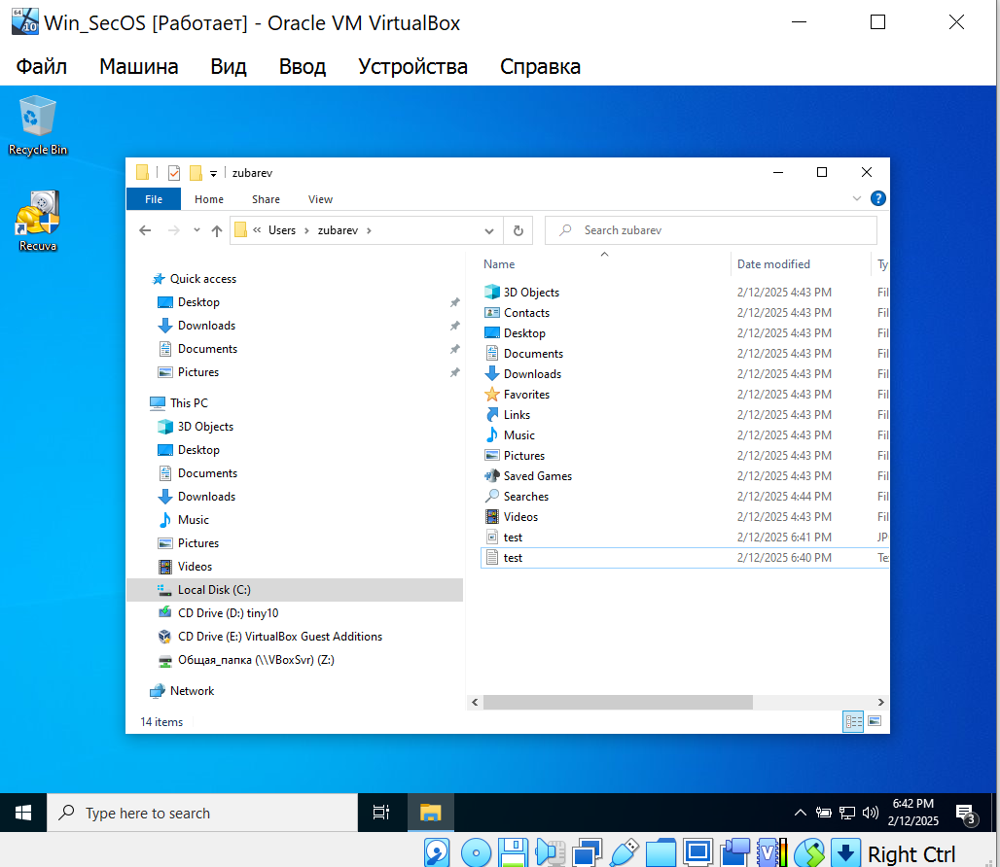 Win_SecOS [Работает] - Oracle VM VirtualBox
Файл Машина Вид Ввод Устройства Справка
Recycle Bin
Recuva
zubarev
File Home Share View
« Users › zubarev ›
Search zubarev
Quick access
Desktop
Downloads
Documents
Pictures
This PC
3D Objects
Desktop
Documents
Downloads
Music
Pictures
Videos
Local Disk (C:)
CD Drive (D:) tiny10
CD Drive (E:) VirtualBox Guest Additions
Общая_папка (\\VBoxSvr) (Z:)
Network
Name Date modified Ty
3D Objects 2/12/2025 4:43 PM Fil
Contacts 2/12/2025 4:43 PM Fil
Desktop 2/12/2025 4:43 PM Fil
Documents 2/12/2025 4:43 PM Fil
Downloads 2/12/2025 4:43 PM Fil
Favorites 2/12/2025 4:43 PM Fil
Links 2/12/2025 4:43 PM Fil
Music 2/12/2025 4:43 PM Fil
Pictures 2/12/2025 4:43 PM Fil
Saved Games 2/12/2025 4:43 PM Fil
Searches 2/12/2025 4:44 PM Fil
Videos 2/12/2025 4:43 PM Fil
test 2/12/2025 6:41 PM JP
test 2/12/2025 6:40 PM Te
14 items
Type here to search
6:42 PM
2/12/2025
3
Right Ctrl